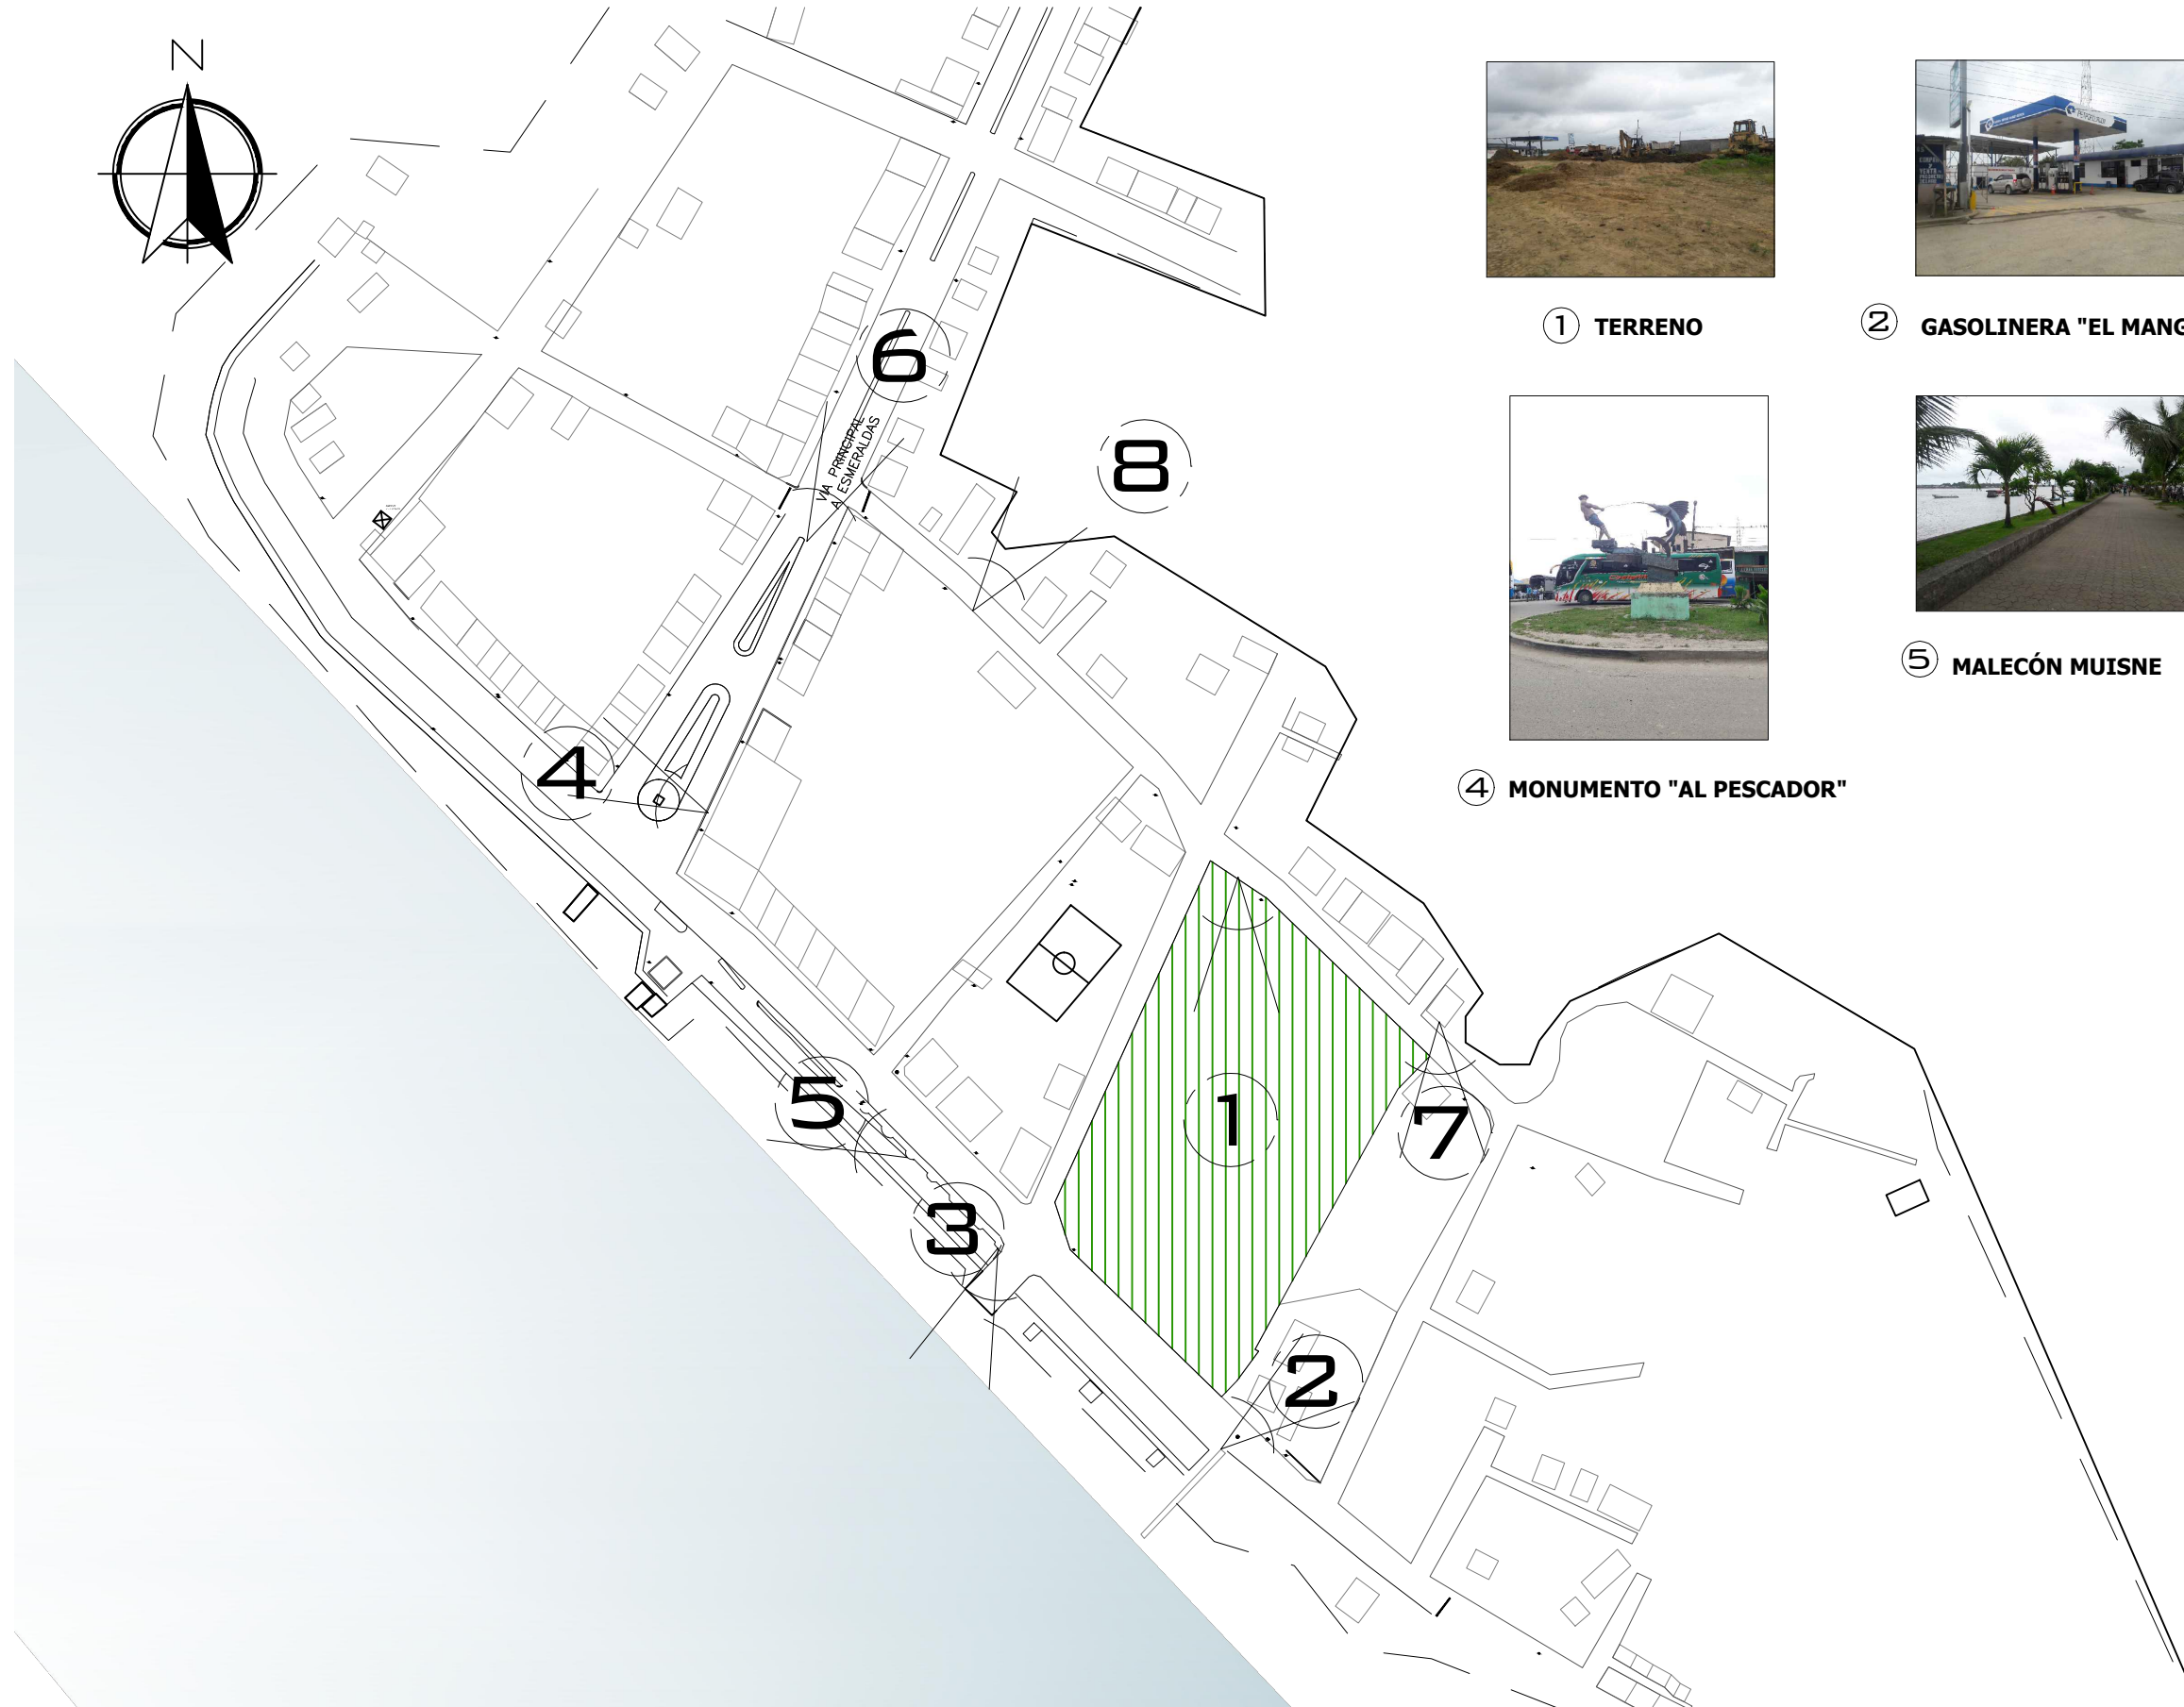 N
① TERRENO
② GASOLINERA "EL MANG
④ MONUMENTO "AL PESCADOR"
⑤ MALECÓN MUISNE
6
VIA PRINCIPAL
A ESMERALDAS
8
4
5
1
7
3
2